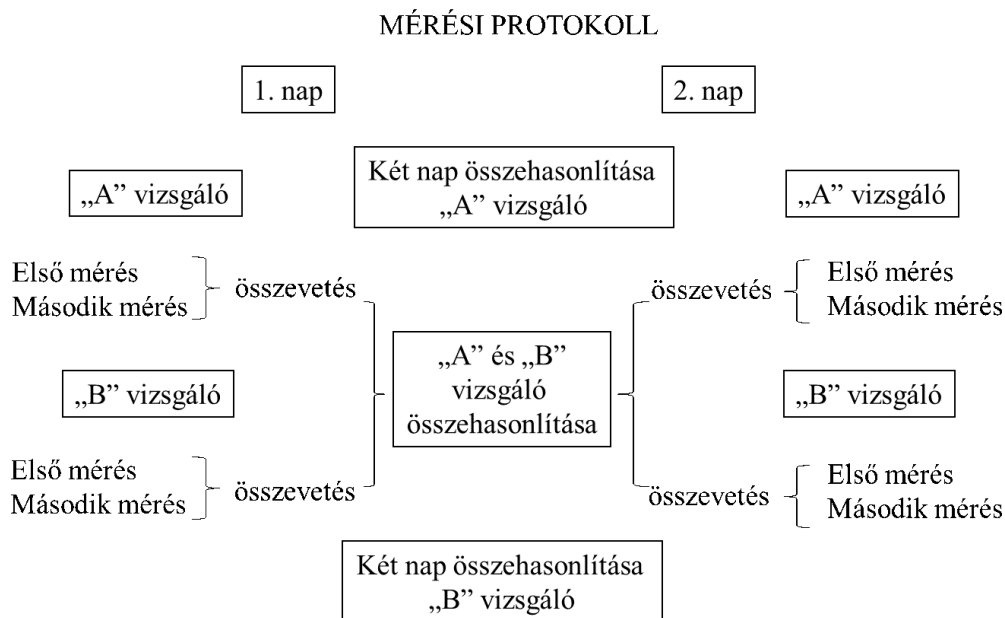 MÉRÉSI PROTOKOLL
1. nap
2. nap
Két nap összehasonlítása
„A” vizsgáló
„A” vizsgáló
„A” vizsgáló
Első mérés
Második mérés
összevetés
összevetés
Első mérés
Második mérés
„A” és „B”
vizsgáló
összehasonlítása
„B” vizsgáló
„B” vizsgáló
Első mérés
Második mérés
összevetés
összevetés
Első mérés
Második mérés
Két nap összehasonlítása
„B” vizsgáló